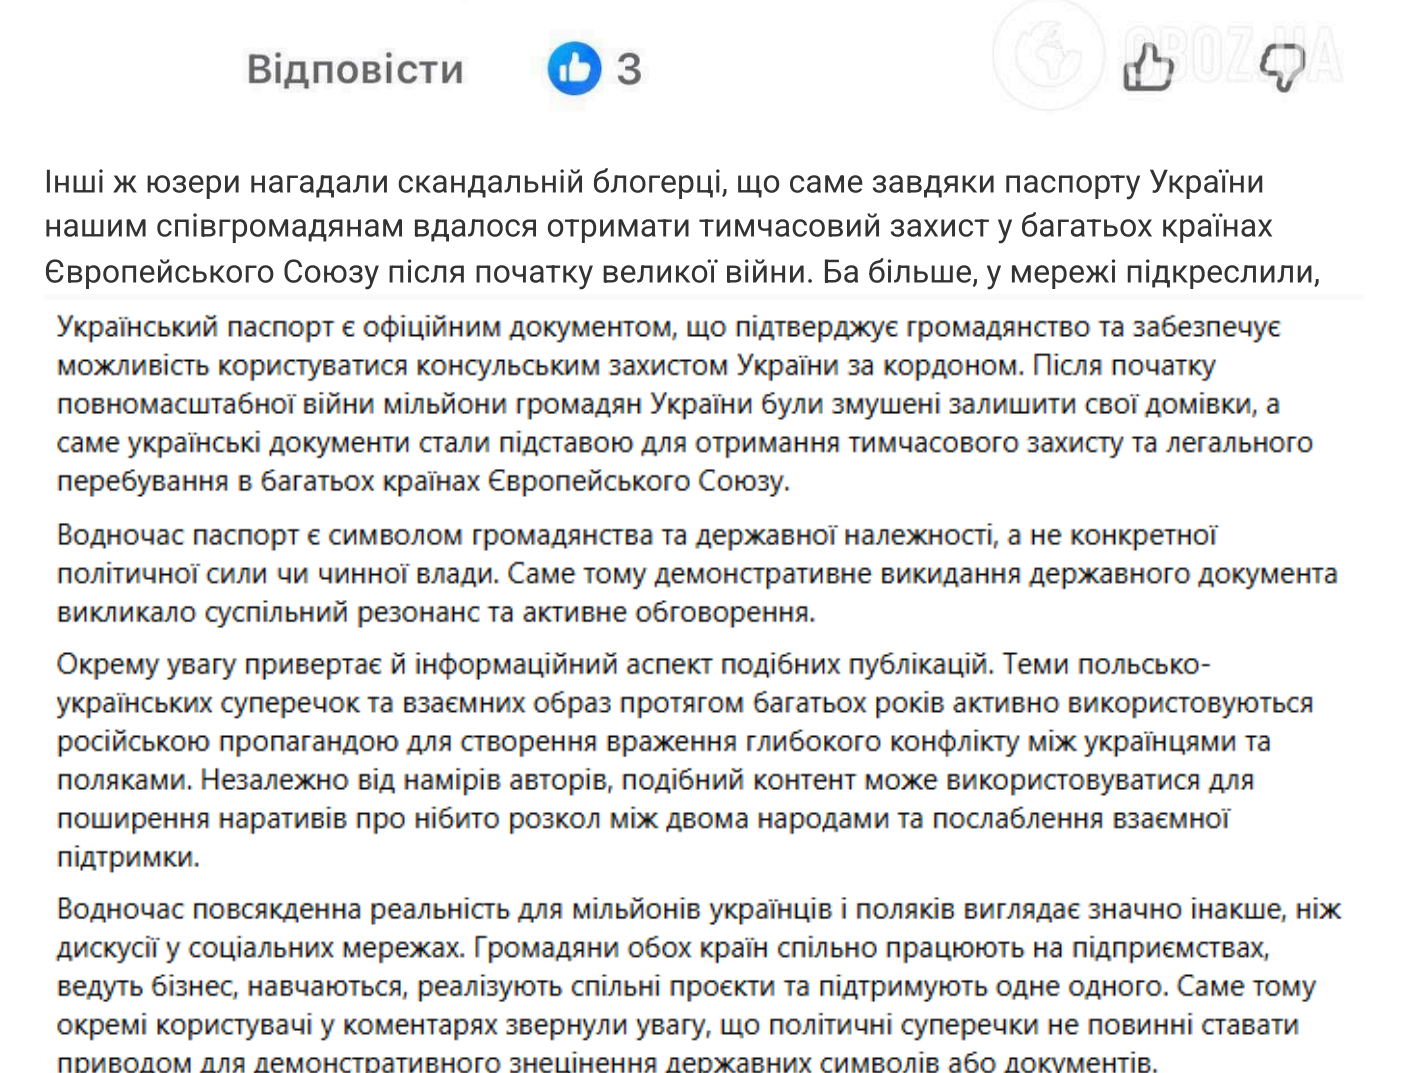 Відповісти 3 OBOZ.UA
Інші ж юзери нагадали скандальній блогерці, що саме завдяки паспорту України
нашим співгромадянам вдалося отримати тимчасовий захист у багатьох країнах
Європейського Союзу після початку великої війни. Ба більше, у мережі підкреслили,
Український паспорт є офіційним документом, що підтверджує громадянство та забезпечує
можливість користуватися консульським захистом України за кордоном. Після початку
повномасштабної війни мільйони громадян України були змушені залишити свої домівки, а
саме українські документи стали підставою для отримання тимчасового захисту та легального
перебування в багатьох країнах Європейського Союзу.
Водночас паспорт є символом громадянства та державної належності, а не конкретної
політичної сили чи чинної влади. Саме тому демонстративне викидання державного документа
викликало суспільний резонанс та активне обговорення.
Окрему увагу привертає й інформаційний аспект подібних публікацій. Теми польсько-
українських суперечок та взаємних образ протягом багатьох років активно використовуються
російською пропагандою для створення враження глибокого конфлікту між українцями та
поляками. Незалежно від намірів авторів, подібний контент може використовуватися для
поширення наративів про нібито розкол між двома народами та послаблення взаємної
підтримки.
Водночас повсякденна реальність для мільйонів українців і поляків виглядає значно інакше, ніж
дискусії у соціальних мережах. Громадяни обох країн спільно працюють на підприємствах,
ведуть бізнес, навчаються, реалізують спільні проєкти та підтримують одне одного. Саме тому
окремі користувачі у коментарях звернули увагу, що політичні суперечки не повинні ставати
приводом для демонстративного знецінення державних символів або документів.